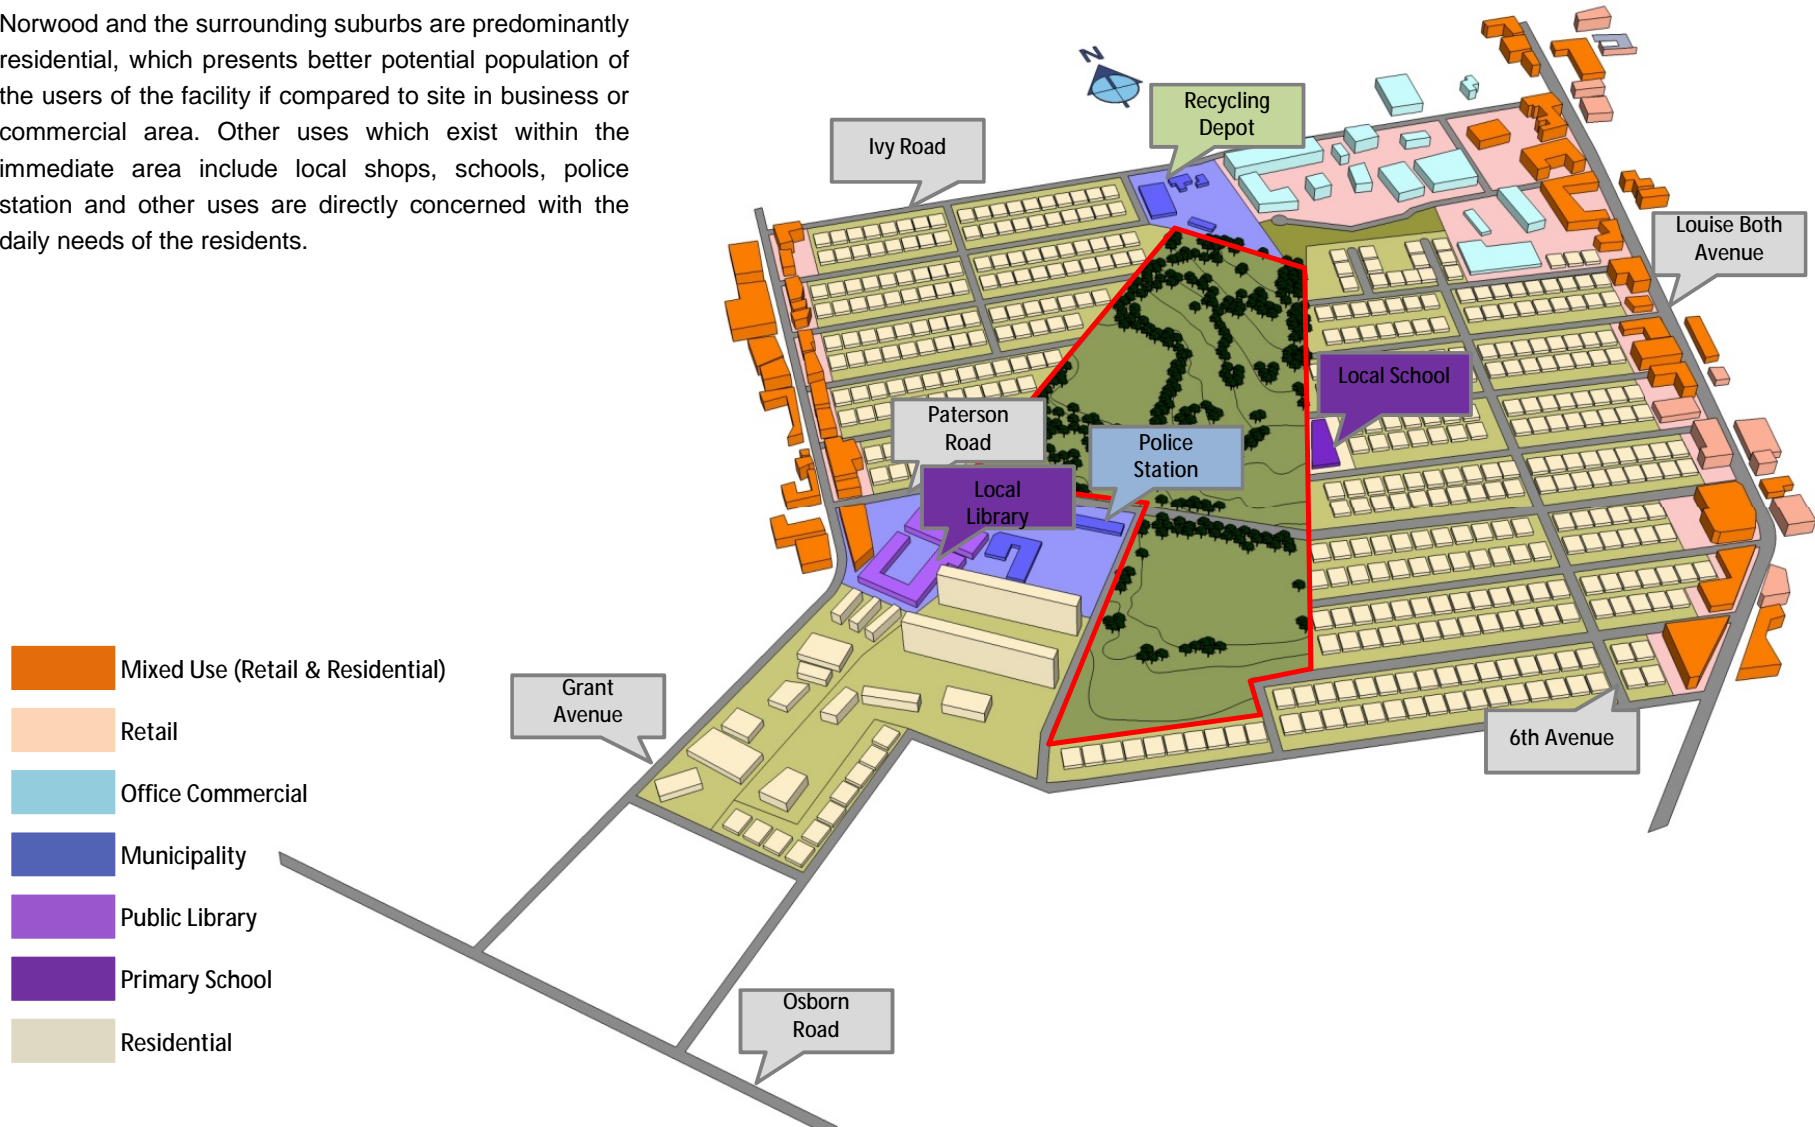 Norwood and the surrounding suburbs are predominantly
residential, which presents better potential population of
the users of the facility if compared to site in business or
commercial area. Other uses which exist within the
immediate area include local shops, schools, police
station and other uses are directly concerned with the
daily needs of the residents.
N
Recycling
Depot
Ivy Road
Louise Both
Avenue
Local School
Paterson
Road
Police
Station
Local
Library
Grant
Avenue
6th Avenue
Osborn
Road
Mixed Use (Retail & Residential)
Retail
Office Commercial
Municipality
Public Library
Primary School
Residential